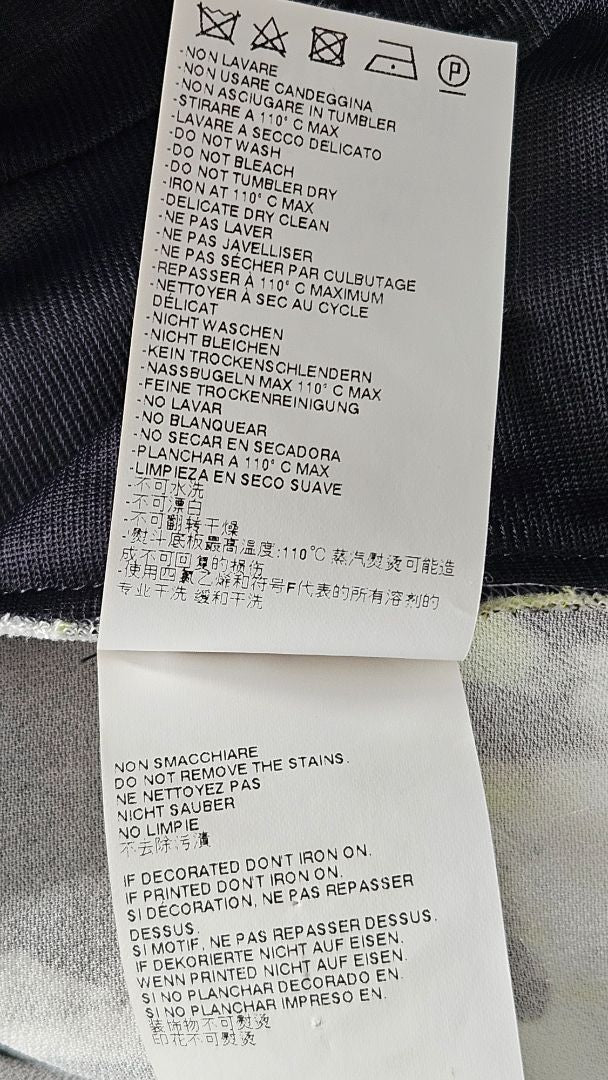 P
-NON LAVARE
-NON USARE CANDEGGINA
-NON ASCIUGARE IN TUMBLER
-STIRARE A 110° C MAX
-LAVARE A SECCO DELICATO
-DO NOT WASH
-DO NOT BLEACH
-DO NOT TUMBLER DRY
-IRON AT 110° C MAX
-DELICATE DRY CLEAN
-NE PAS LAVER
-NE PAS JAVELLISER
-NE PAS SÉCHER PAR CULBUTAGE
-REPASSER À 110° C MAXIMUM
-NETTOYER À SEC AU CYCLE
DÉLICAT
-NICHT WASCHEN
-NICHT BLEICHEN
-KEIN TROCKENSCHLENDERN
-NASSBUGELN MAX 110° C MAX
-FEINE TROCKENREINIGUNG
-NO LAVAR
-NO BLANQUEAR
-NO SECAR EN SECADORA
-PLANCHAR A 110° C MAX
-LIMPIEZA EN SECO SUAVE
-不可水洗
-不可漂白
-不可翻转干燥
-熨斗底板最高温度:110℃ 蒸汽熨烫可能造
成不可回复的损伤
-使用四氯乙烯和符号F代表的所有溶剂的
专业干洗 缓和干洗
NON SMACCHIARE
DO NOT REMOVE THE STAINS.
NE NETTOYEZ PAS
NICHT SAUBER
NO LIMPIE
不去除污渍
IF DECORATED DON'T IRON ON.
IF PRINTED DON'T IRON ON.
SI DÉCORATION, NE PAS REPASSER
DESSUS.
SI MOTIF, NE PAS REPASSER DESSUS.
IF DEKORIERTE NICHT AUF EISEN.
WENN PRINTED NICHT AUF EISEN.
SI NO PLANCHAR DECORADO EN.
SI NO PLANCHAR IMPRESO EN.
装饰物不可熨烫
印花不可熨烫